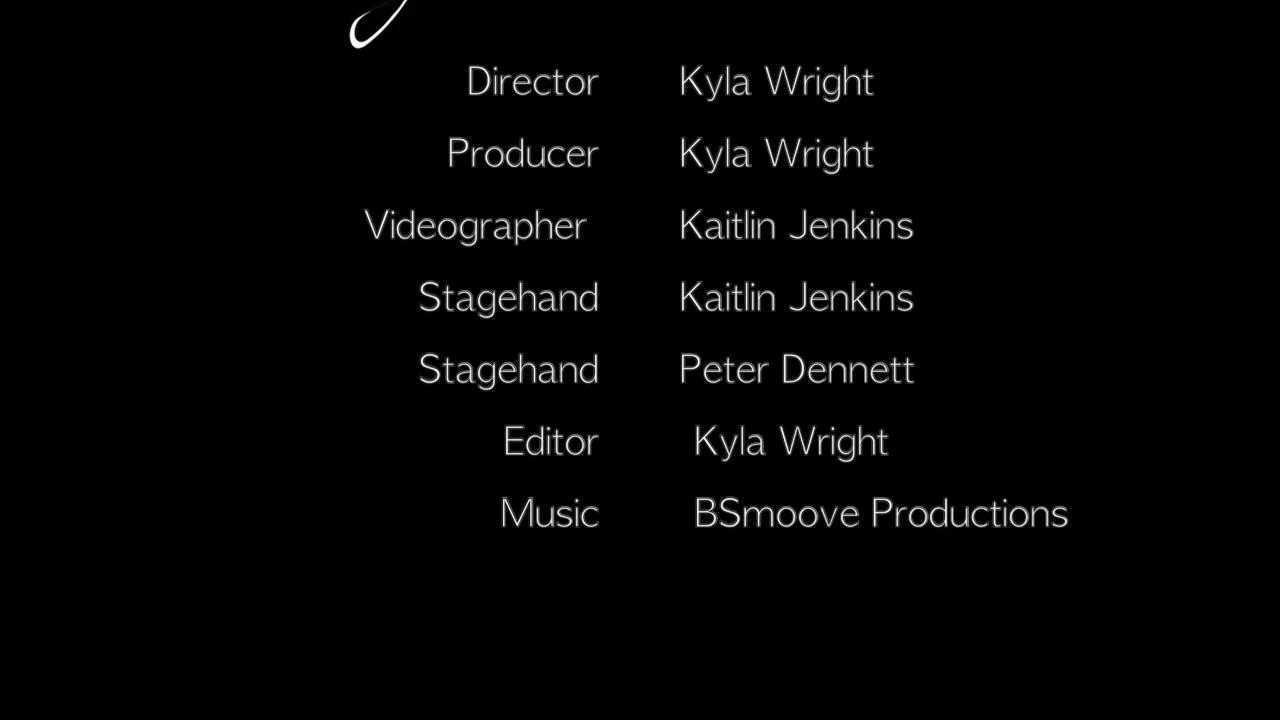 Director Kyla Wright
Producer Kyla Wright
Videographer Kaitlin Jenkins
Stagehand Kaitlin Jenkins
Stagehand Peter Dennett
Editor Kyla Wright
Music BSmoove Productions